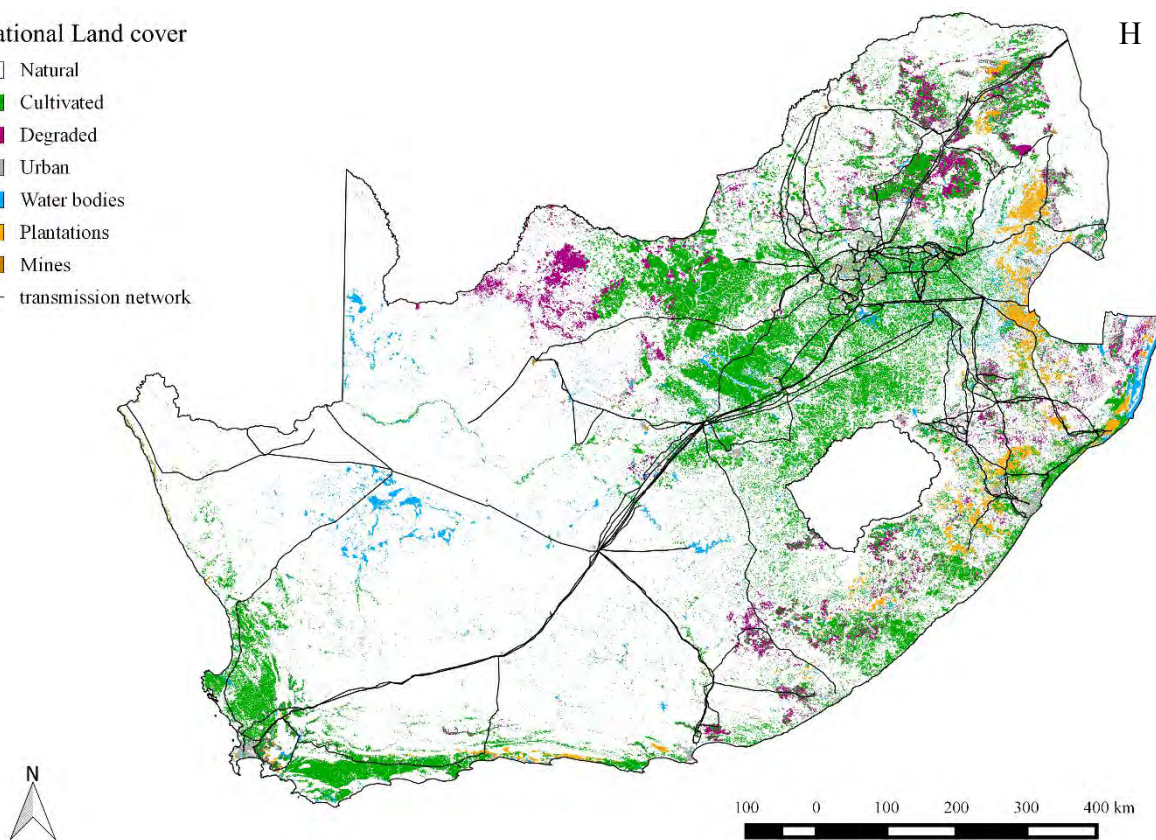 ational Land cover
H
Natural
Cultivated
Degraded
Urban
Water bodies
Plantations
Mines
transmission network
N
100 0 100 200 300 400 km